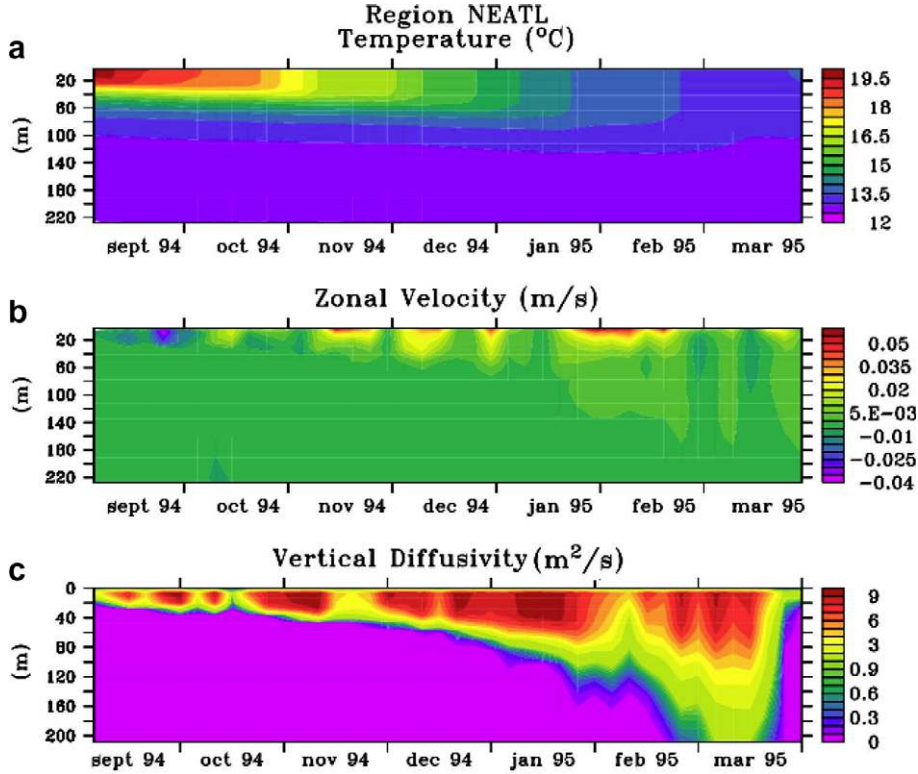 Region NEATL
a
Temperature (°C)
20
60
100
140
180
220
(m)
19.5
18
16.5
15
13.5
12
sept 94 oct 94 nov 94 dec 94 jan 95 feb 95 mar 95
b
Zonal Velocity (m/s)
20
60
100
140
180
220
(m)
0.05
0.035
0.02
5.E-03
-0.01
-0.025
-0.04
sept 94 oct 94 nov 94 dec 94 jan 95 feb 95 mar 95
c
Vertical Diffusivity (m²/s)
0
40
80
120
160
200
(m)
9
6
3
0.9
0.6
0.3
0
sept 94 oct 94 nov 94 dec 94 jan 95 feb 95 mar 95